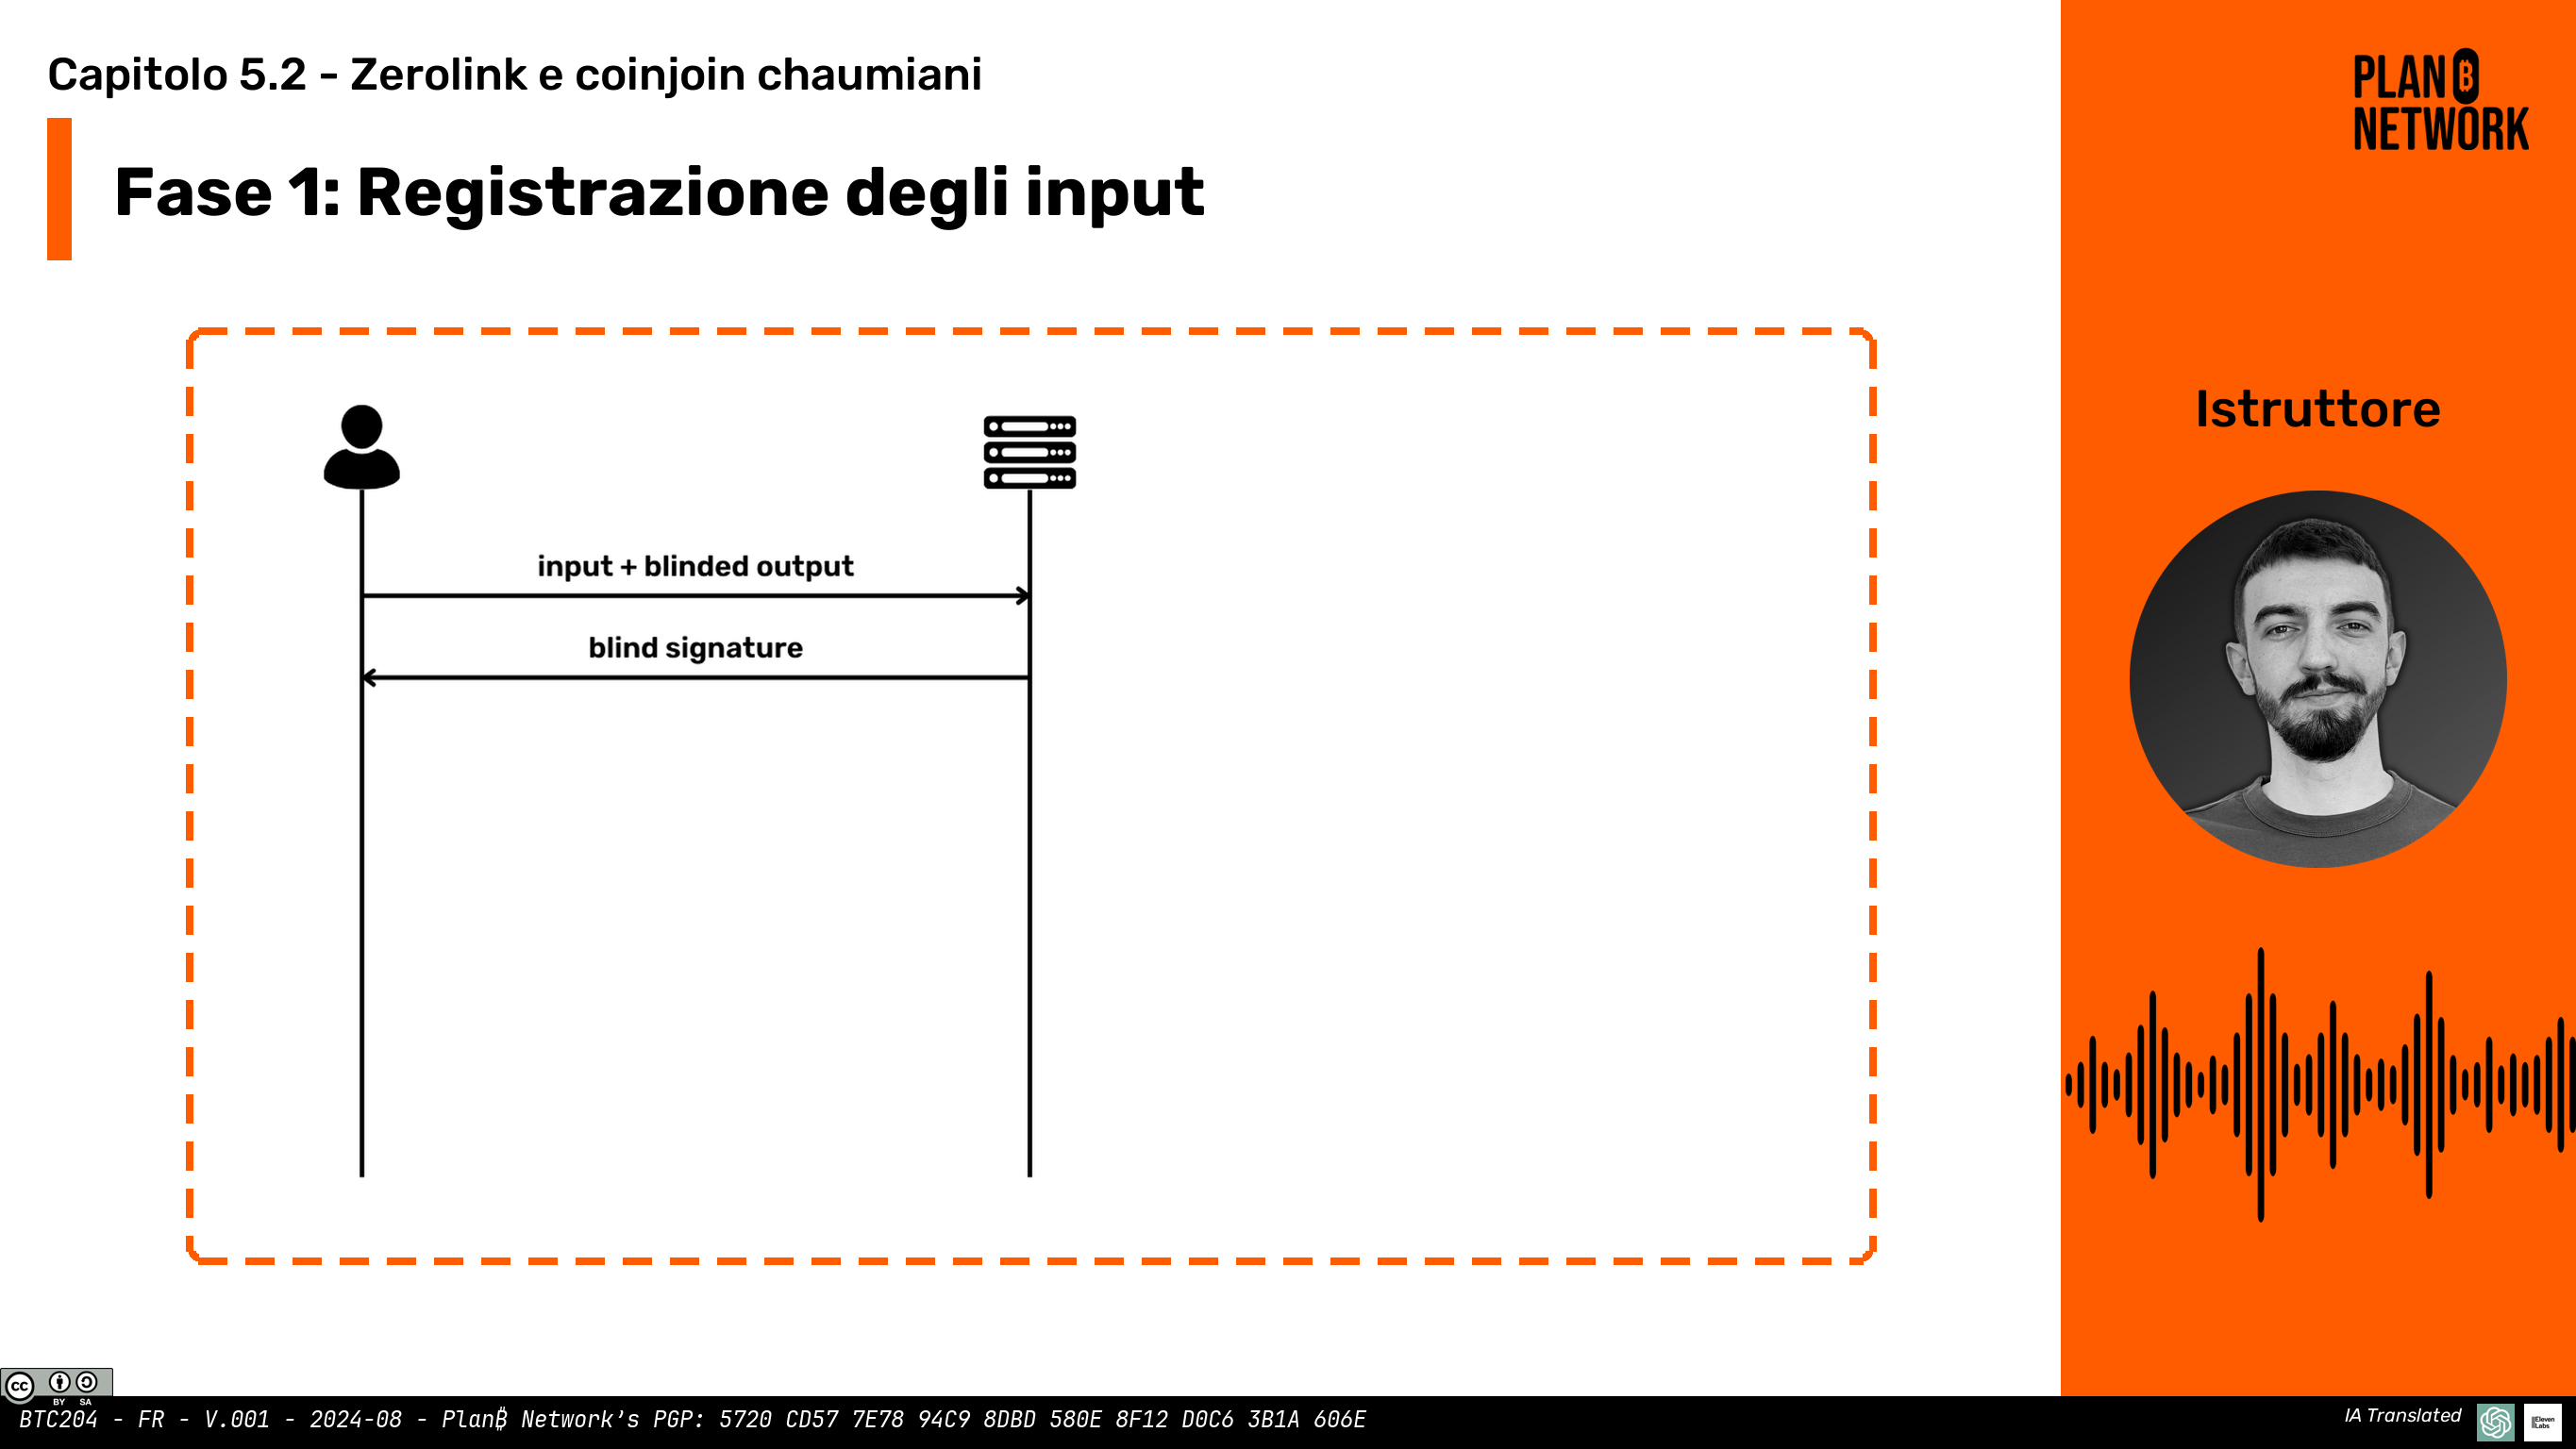 Capitolo 5.2 - Zerolink e coinjoin chaumiani
PLAN ₿
NETWORK
Fase 1: Registrazione degli input
Istruttore
input + blinded output
blind signature
cc BY SA
BTC204 - FR - V.001 - 2024-08 - Plan₿ Network's PGP: 5720 CD57 7E78 94C9 8DBD 580E 8F12 D0C6 3B1A 606E
IA Translated
ElevenLabs